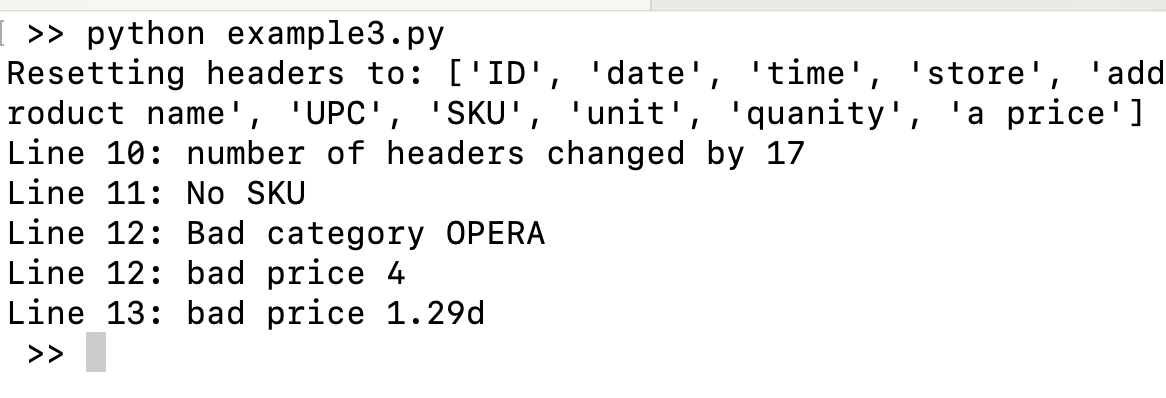 >> python example3.py
Resetting headers to: ['ID', 'date', 'time', 'store', 'add
roduct name', 'UPC', 'SKU', 'unit', 'quanity', 'a price']
Line 10: number of headers changed by 17
Line 11: No SKU
Line 12: Bad category OPERA
Line 12: bad price 4
Line 13: bad price 1.29d
>>